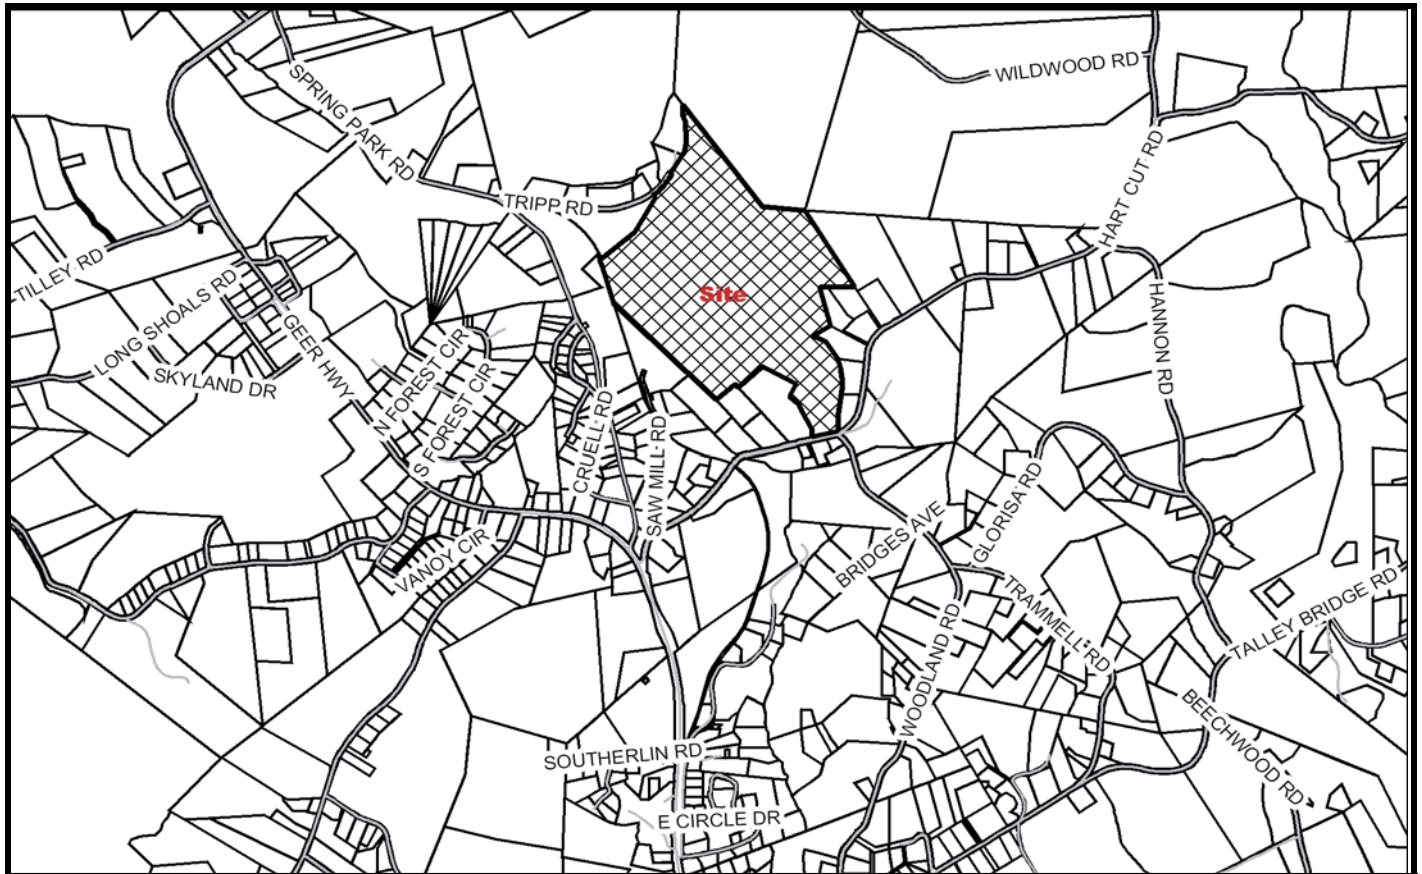 WILDWOOD RD
SPRING PARK RD
HART CUT RD
TRIPP RD
TILLEY RD
LONG SHOALS RD
Site
HANNON RD
GEER HWY
SKYLAND DR
N FOREST CIR
S FOREST CIR
CRUELL RD
SAW MILL RD
GLORISA RD
BRIDGES AVE
VANOY CIR
TRAMMELL RD
TALLEY BRIDGE RD
WOODLAND RD
BEECHWOOD RD
SOUTHERLIN RD
E CIRCLE DR